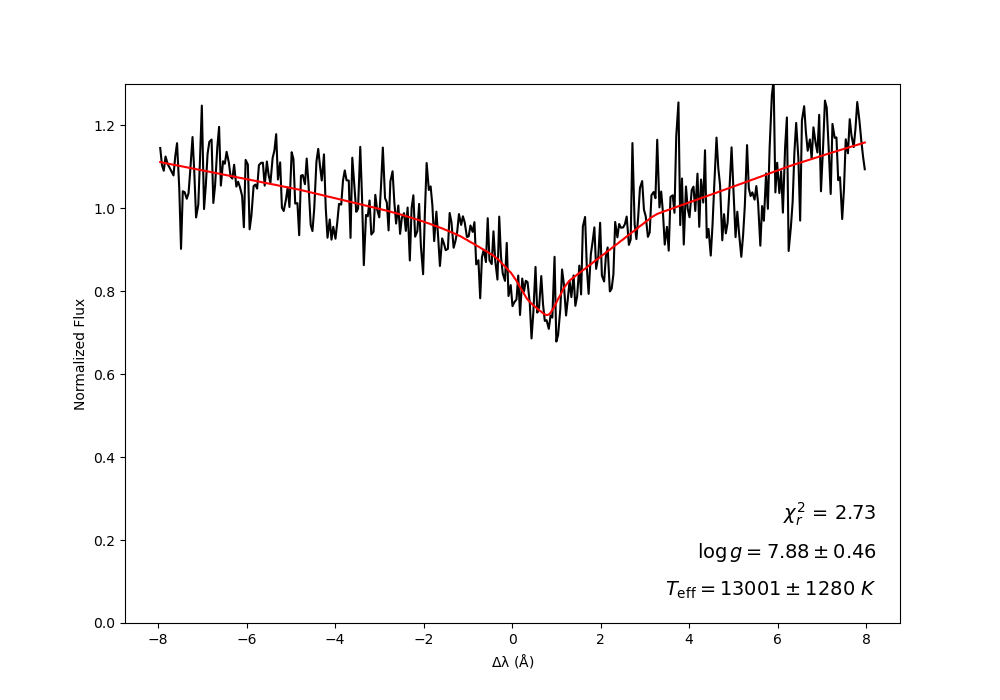 1.2
1.0
0.8
0.6
0.4
0.2
0.0
Normalized Flux
χ²ᵣ = 2.73
log g = 7.88 ± 0.46
T_eff = 13001 ± 1280 K
−8 −6 −4 −2 0 2 4 6 8
Δλ (Å)